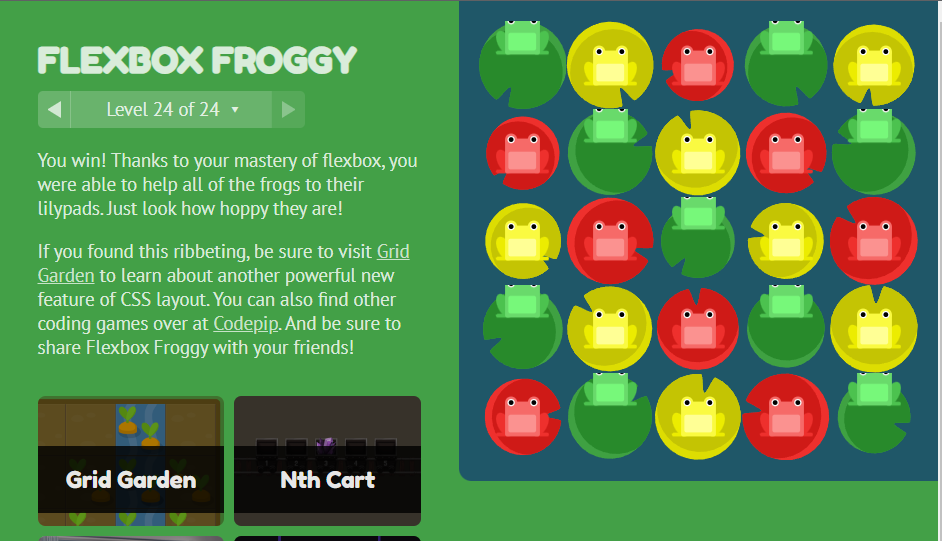 FLEXBOX FROGGY
Level 24 of 24
You win! Thanks to your mastery of flexbox, you
were able to help all of the frogs to their
lilypads. Just look how hoppy they are!
If you found this ribbeting, be sure to visit Grid
Garden to learn about another powerful new
feature of CSS layout. You can also find other
coding games over at Codepip. And be sure to
share Flexbox Froggy with your friends!
Grid Garden
Nth Cart